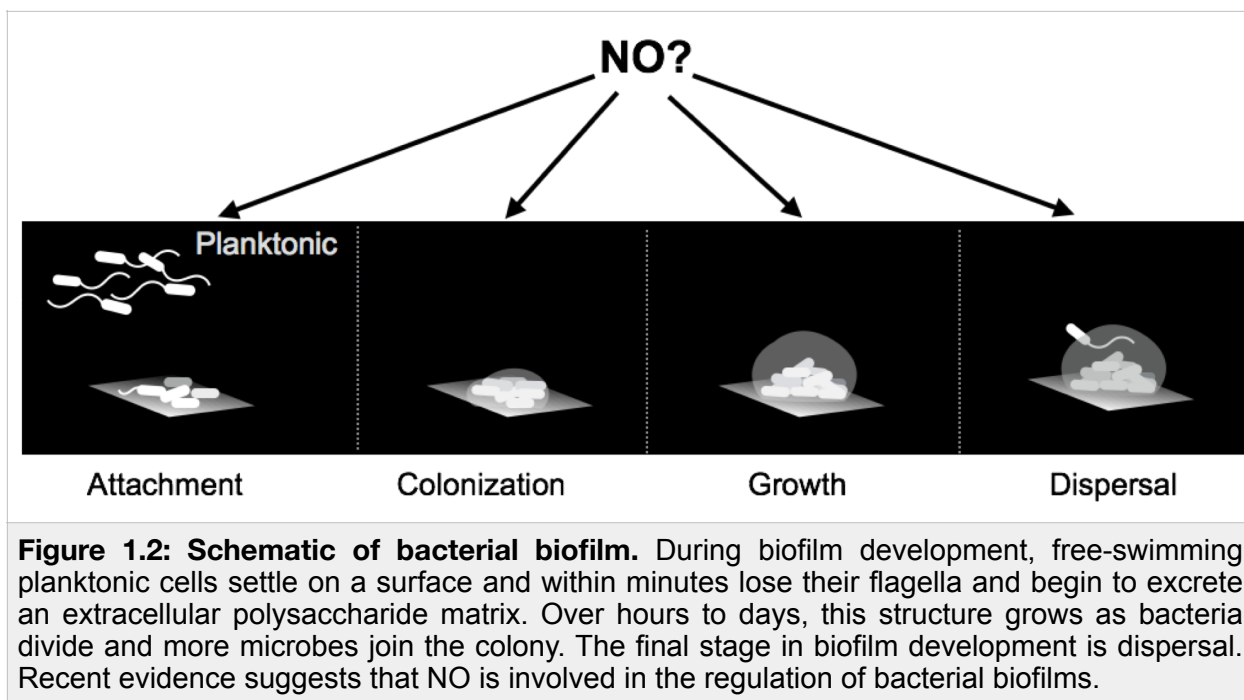 NO?
Planktonic
Attachment Colonization Growth Dispersal
Figure 1.2: Schematic of bacterial biofilm. During biofilm development, free-swimming
planktonic cells settle on a surface and within minutes lose their flagella and begin to excrete
an extracellular polysaccharide matrix. Over hours to days, this structure grows as bacteria
divide and more microbes join the colony. The final stage in biofilm development is dispersal.
Recent evidence suggests that NO is involved in the regulation of bacterial biofilms.